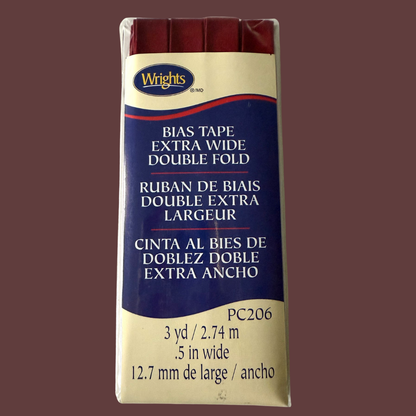 Wrights
®/MD
BIAS TAPE
EXTRA WIDE
DOUBLE FOLD
RUBAN DE BIAIS
DOUBLE EXTRA
LARGEUR
CINTA AL BIES DE
DOBLEZ DOBLE
EXTRA ANCHO
PC206
3 yd / 2.74 m
.5 in wide
12.7 mm de large / ancho